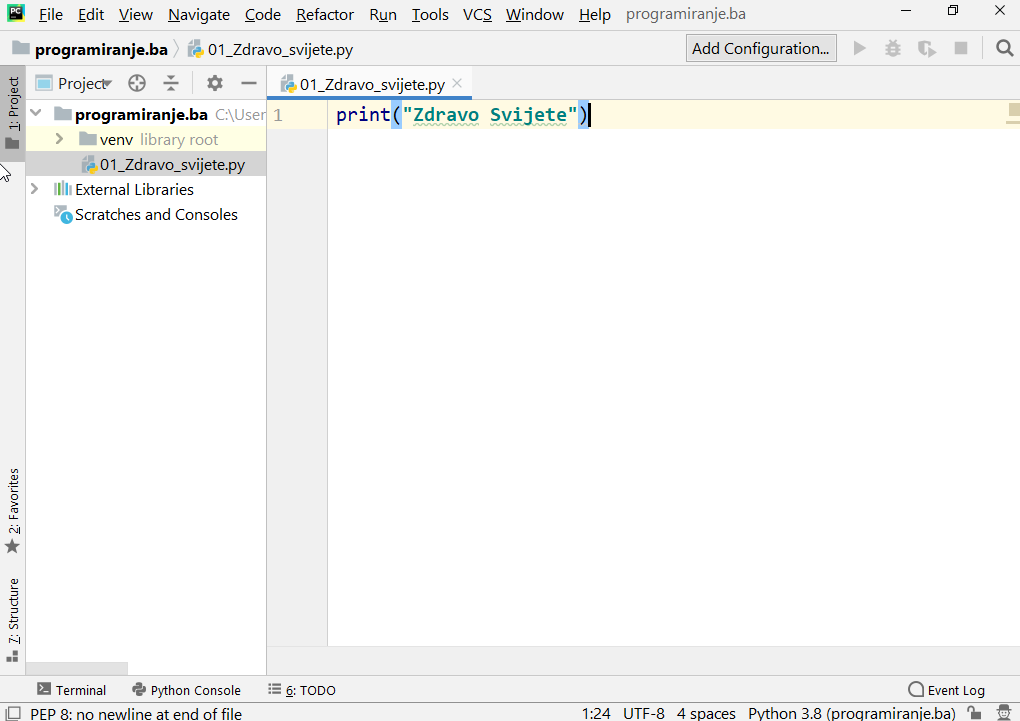 PC File Edit View Navigate Code Refactor Run Tools VCS Window Help programiranje.ba
programiranje.ba 01_Zdravo_svijete.py Add Configuration...
1: Project
Project
01_Zdravo_svijete.py
programiranje.ba C:\User
venv library root
01_Zdravo_svijete.py
External Libraries
Scratches and Consoles
1 print("Zdravo Svijete")
2: Favorites
7: Structure
Terminal Python Console 6: TODO Event Log
PEP 8: no newline at end of file 1:24 UTF-8 4 spaces Python 3.8 (programiranje.ba)